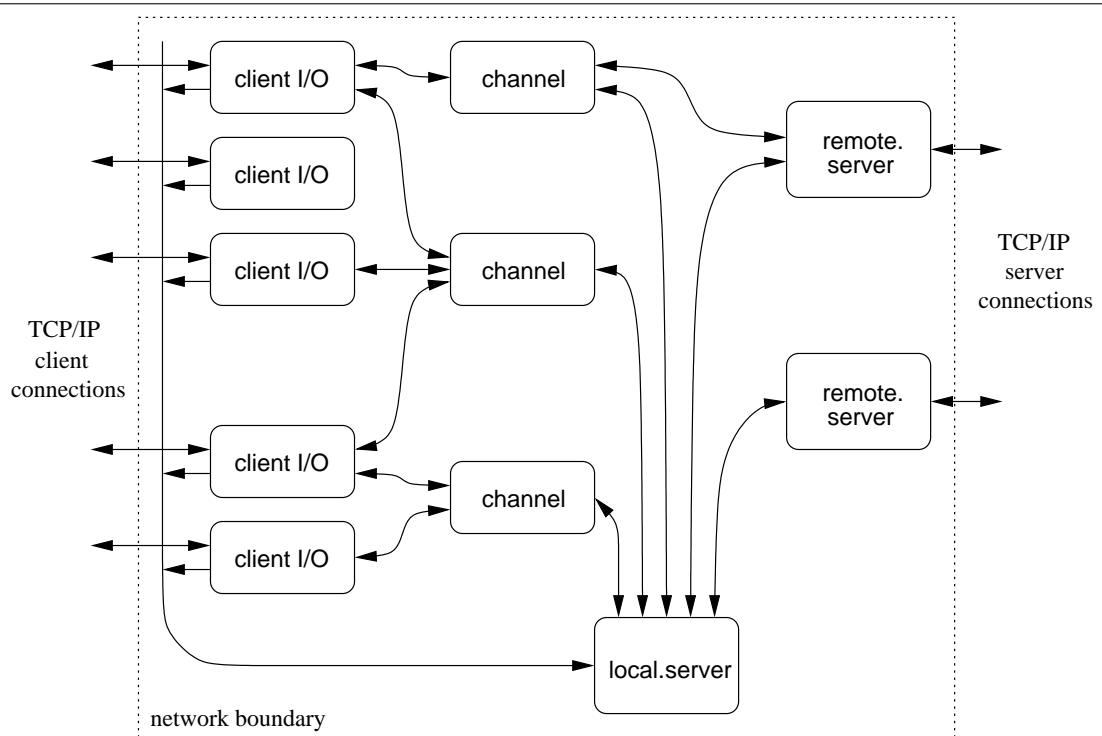 client I/O
channel
remote.
server
client I/O
client I/O
channel
TCP/IP
server
connections
TCP/IP
client
connections
remote.
server
client I/O
channel
client I/O
local.server
network boundary